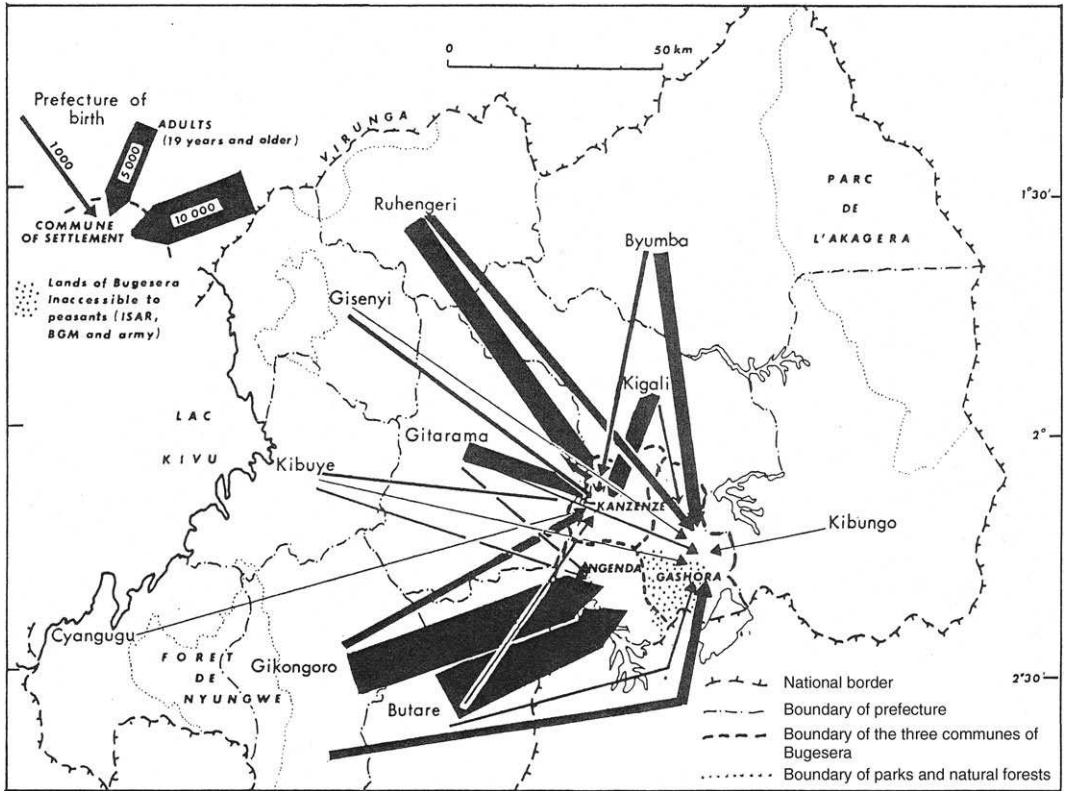 0 50 km
Prefecture of
birth
ADULTS
(19 years and older)
1000
5000
10 000
COMMUNE
OF SETTLEMENT
Lands of Bugesera
Inaccessible to
peasants (ISAR,
BGM and army)
VIRUNGA
PARC
DE
L'AKAGERA
1°30'
Ruhengeri
Byumba
Gisenyi
Kigali
LAC
KIVU
2°
Gitarama
Kibuye
KANZENZE
Kibungo
NGENDA
GASHORA
Cyangugu
FORET
DE
NYUNGWE
Gikongoro
Butare
2°30'
National border
Boundary of prefecture
Boundary of the three communes of
Bugesera
Boundary of parks and natural forests